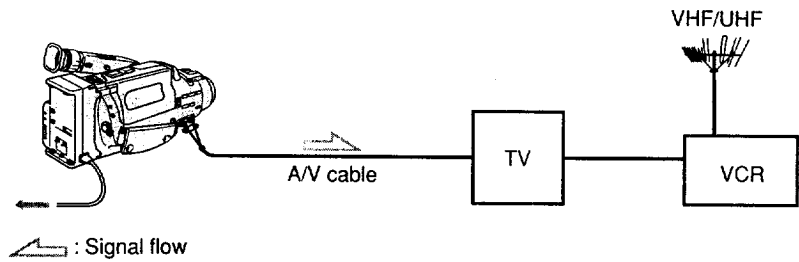 VHF/UHF
A/V cable
TV
VCR
: Signal flow